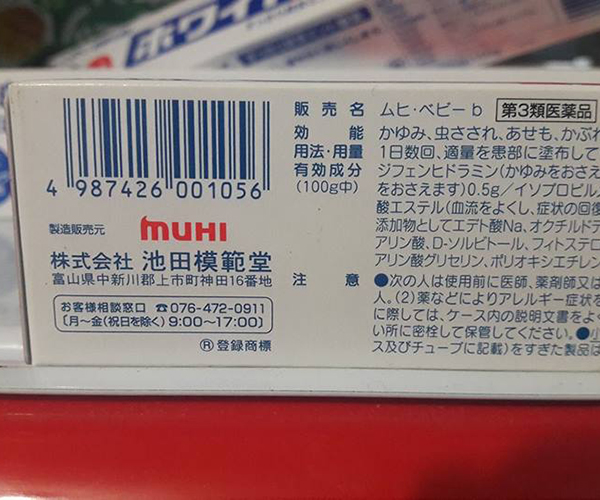 ホワイ
4 987426 001056
製造販売元 muHI
株式会社 池田模範堂
富山県中新川郡上市町神田16番地
お客様相談窓口 ☎076-472-0911
〔月〜金(祝日を除く) 9:00〜17:00〕
Ⓡ登録商標
販売名 ムヒ・ベビーb 第3類医薬品
効能 かゆみ、虫さされ、あせも、かぶれ
用法・用量 1日数回、適量を患部に塗布して
有効成分 ジフェンヒドラミン(かゆみをおさえ
(100g中) をおさえます)0.5g/イソプロピル
酸エステル(血流をよくし、症状の回復
添加物としてエデト酸Na、オクチルドデ
アリン酸、D-ソルビトール、フィトステロ
アリン酸グリセリン、ポリオキシエチレン
注意 ●次の人は使用前に医師、薬剤師又は
人。(2)薬などによりアレルギー症状を
に際しては、ケース内の説明文書をよく
い所に密栓して保管してください。●小
ス及びチューブに記載)をすぎた製品は